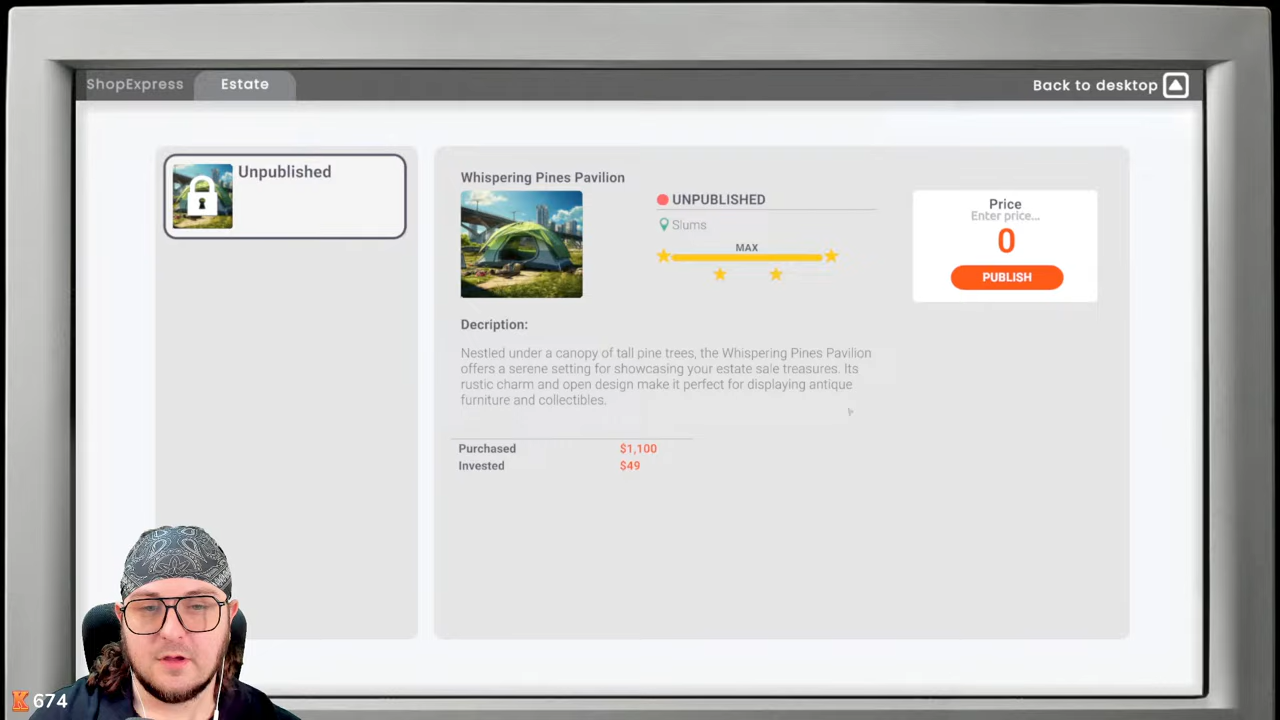 ShopExpress
Estate
Back to desktop
Unpublished
Whispering Pines Pavilion
UNPUBLISHED
Slums
MAX
Price
Enter price...
0
PUBLISH
Decription:
Nestled under a canopy of tall pine trees, the Whispering Pines Pavilion
offers a serene setting for showcasing your estate sale treasures. Its
rustic charm and open design make it perfect for displaying antique
furniture and collectibles.
Purchased $1,100
Invested $49
K 674